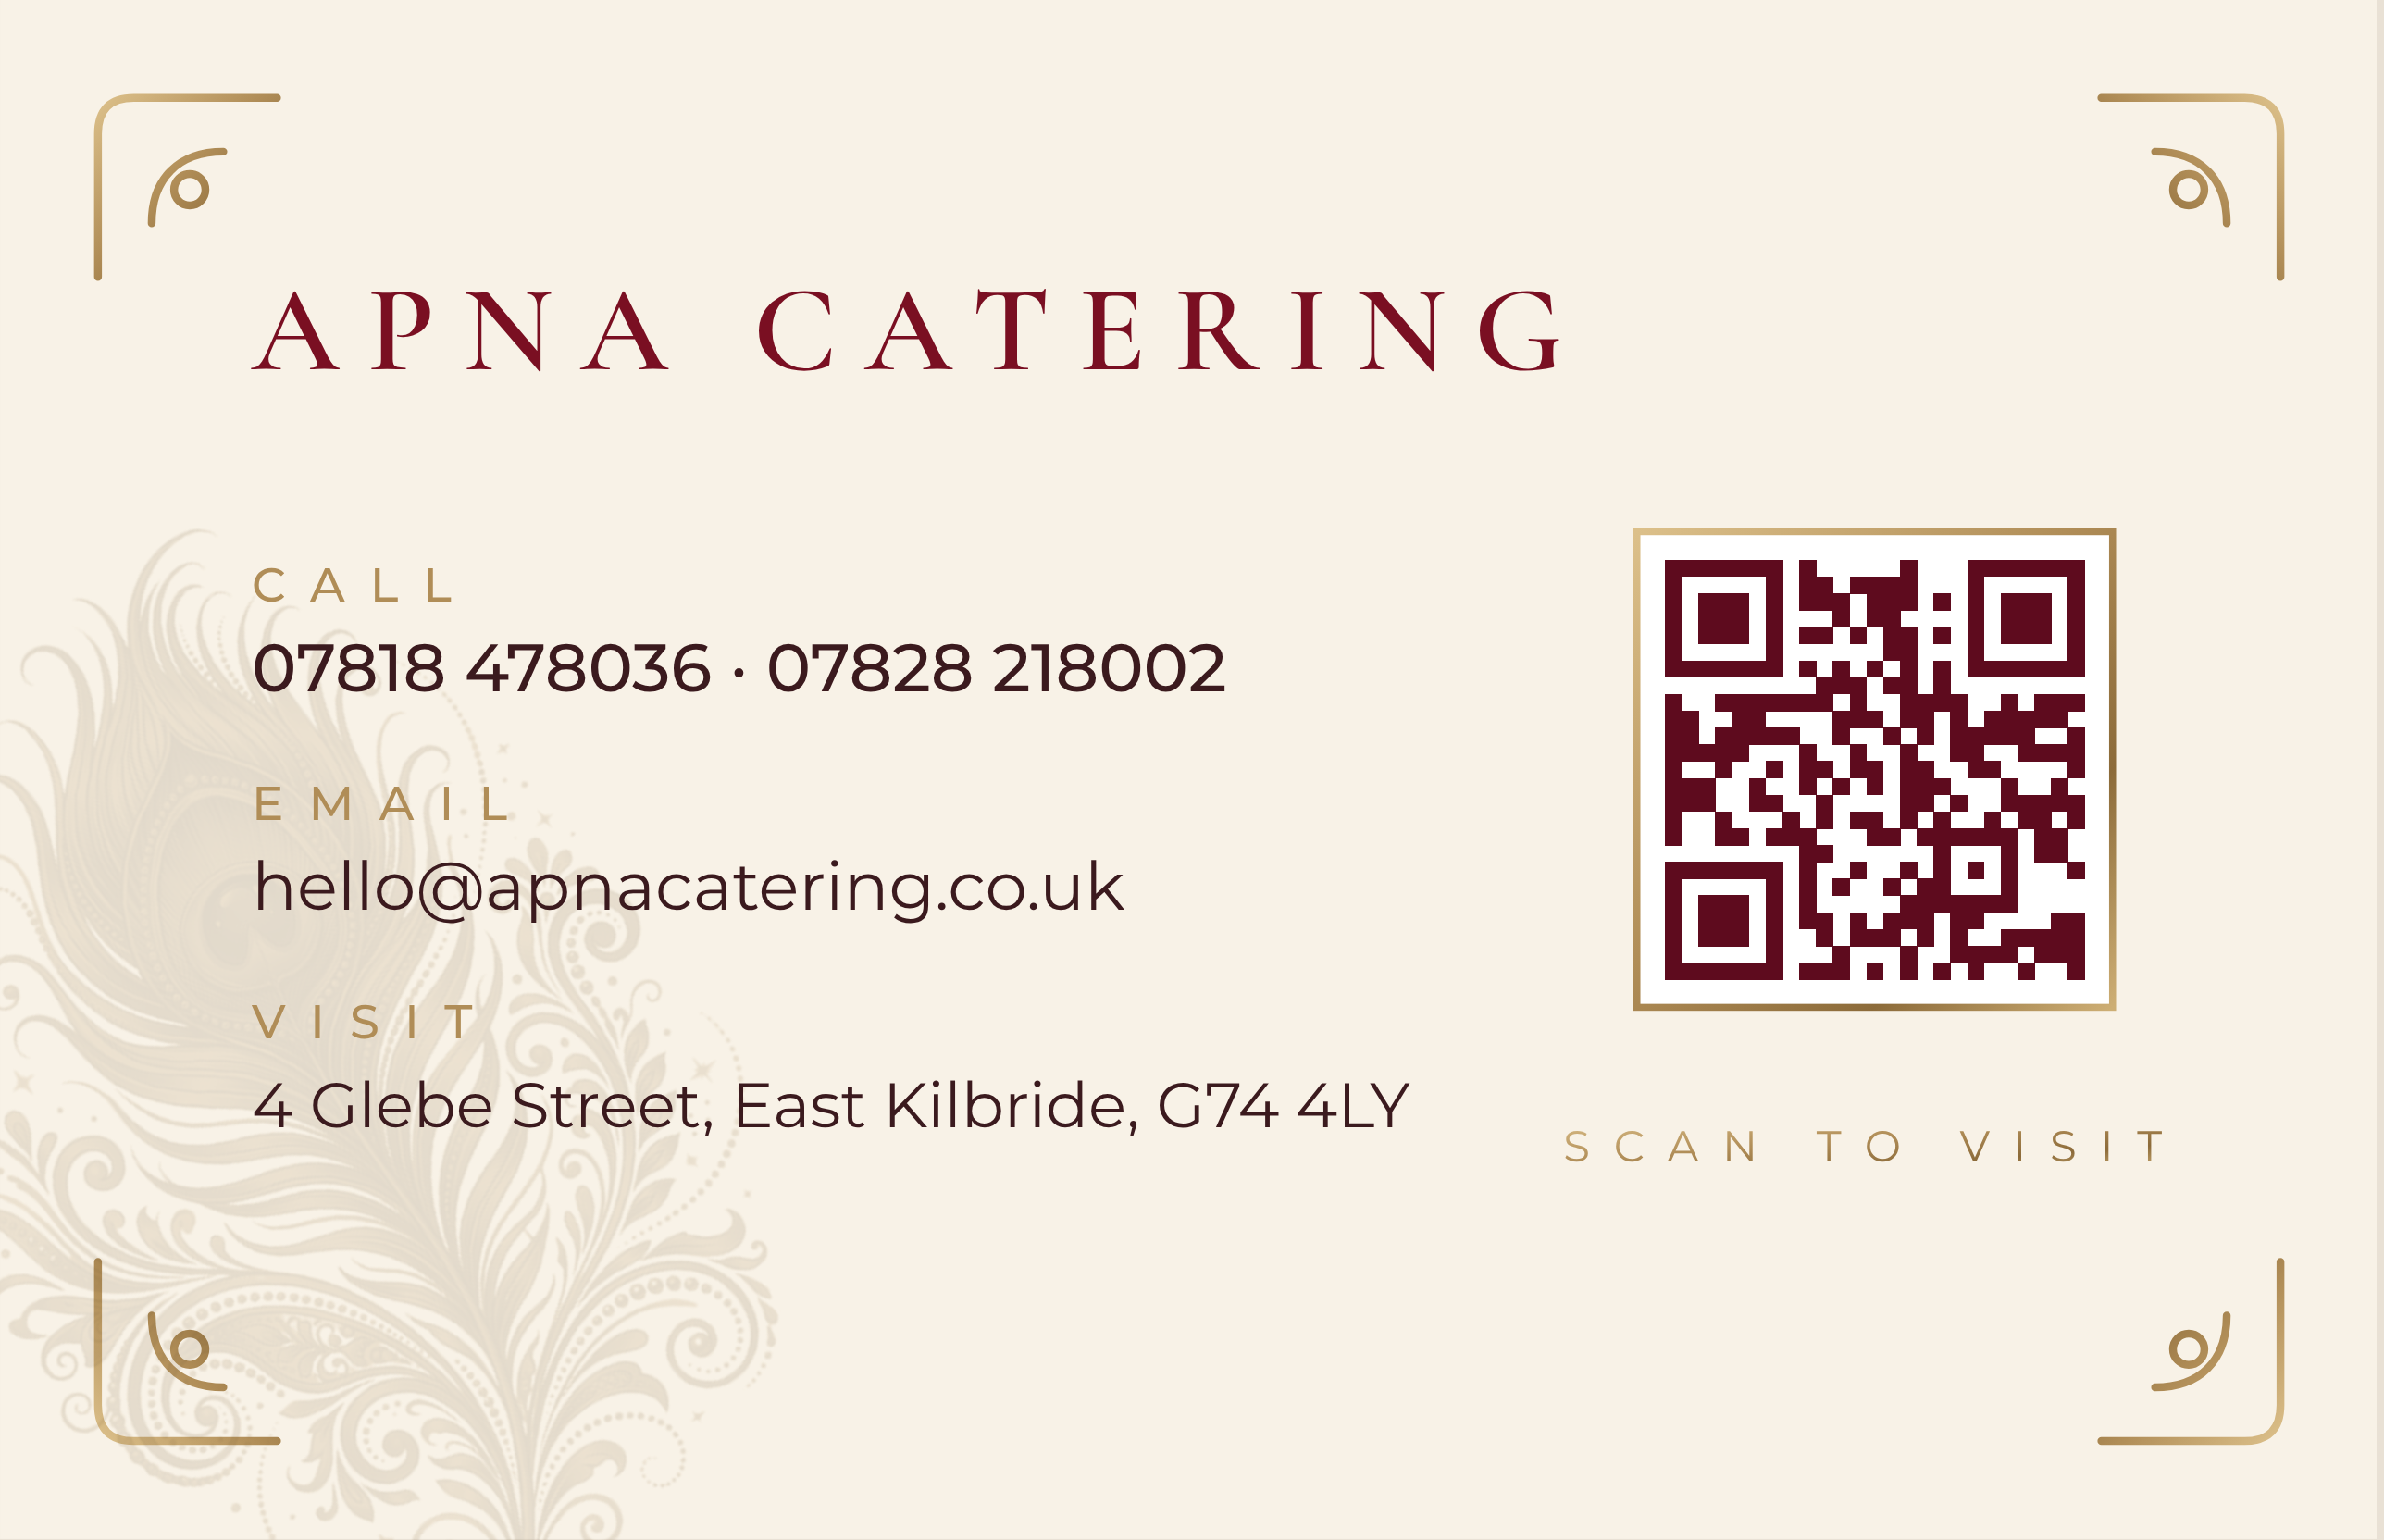 APNA CATERING
CALL
07818 478036 · 07828 218002
EMAIL
hello@apnacatering.co.uk
VISIT
4 Glebe Street, East Kilbride, G74 4LY
SCAN TO VISIT